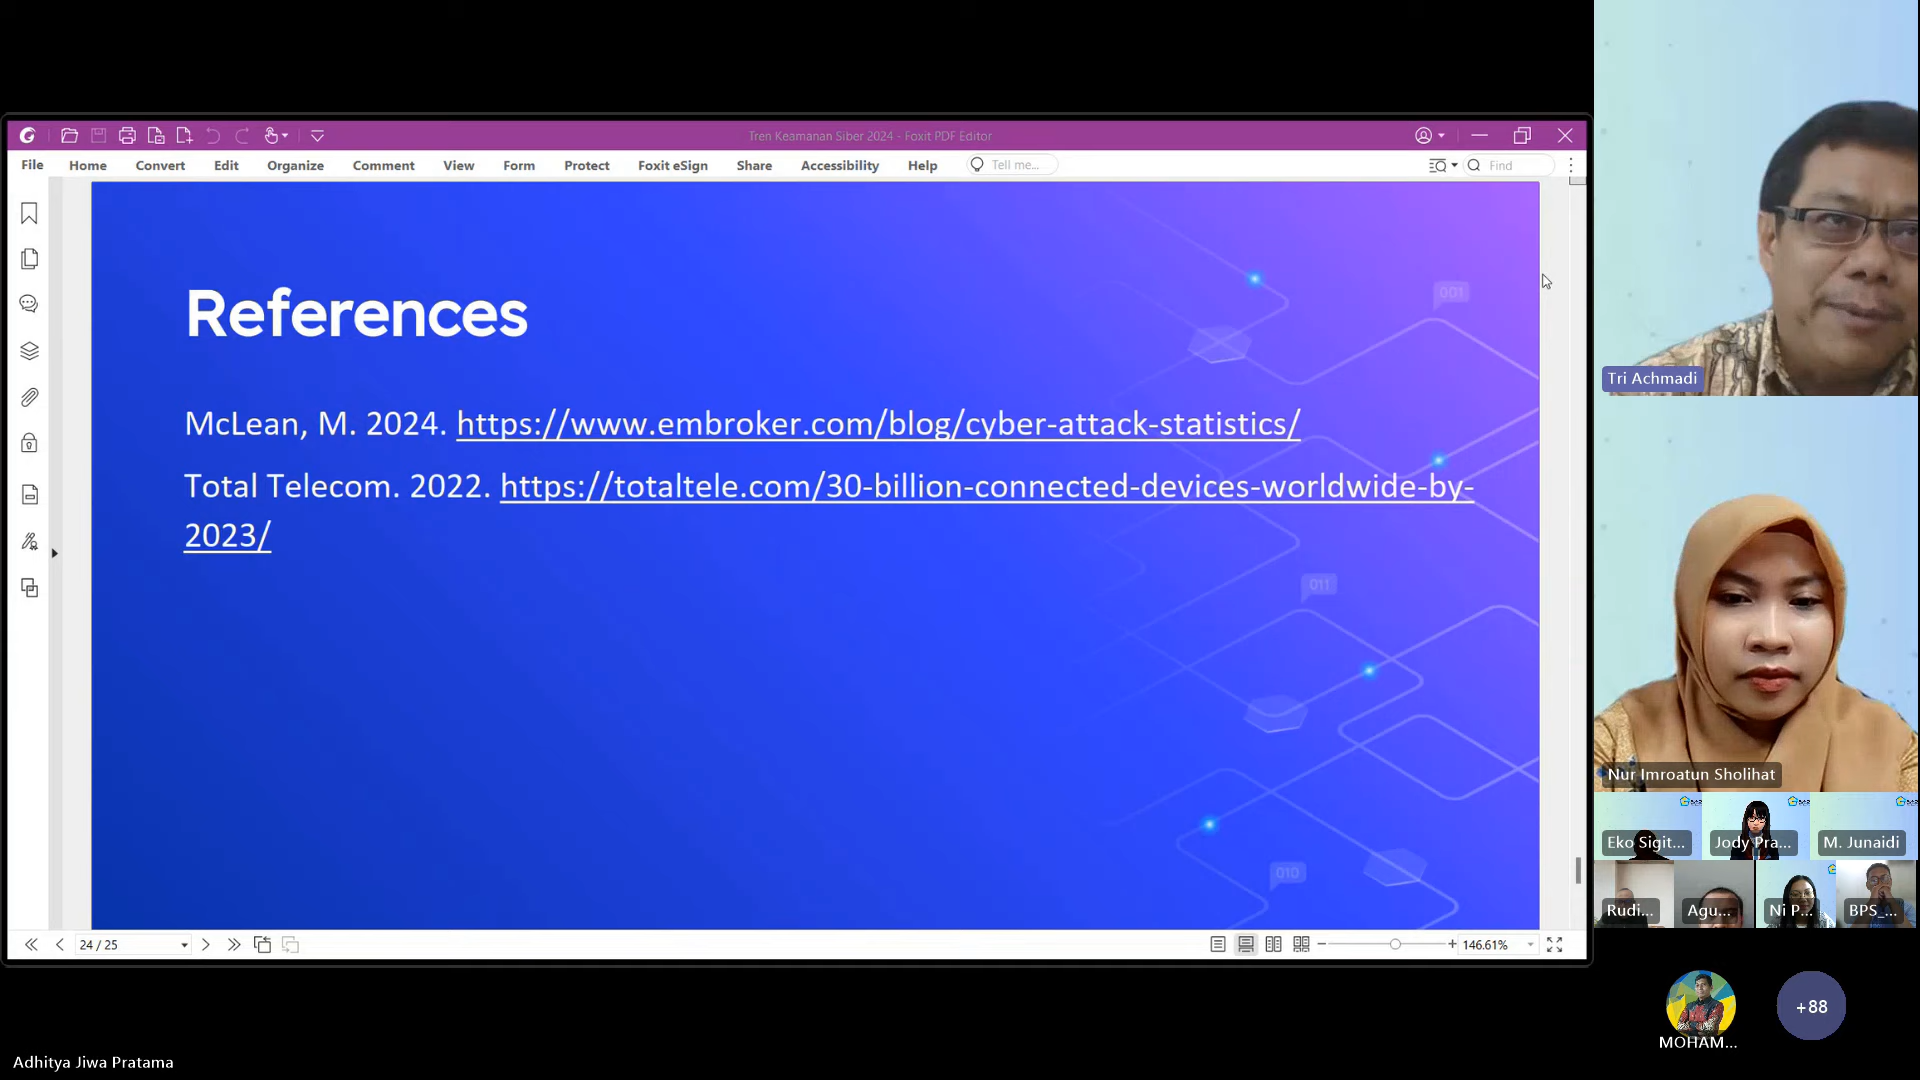 Tren Keamanan Siber 2024 - Foxit PDF Editor
File Home Convert Edit Organize Comment View Form Protect Foxit eSign Share Accessibility Help Tell me... Find
References
McLean, M. 2024. https://www.embroker.com/blog/cyber-attack-statistics/
Total Telecom. 2022. https://totaltele.com/30-billion-connected-devices-worldwide-by-
2023/
001
011
010
24 / 25
146.61%
Tri Achmadi
Nur Imroatun Sholihat
Eko Sigit... Jody Pra... M. Junaidi
Rudi... Agu... Ni P... BPS_...
+88
MOHAM...
Adhitya Jiwa Pratama